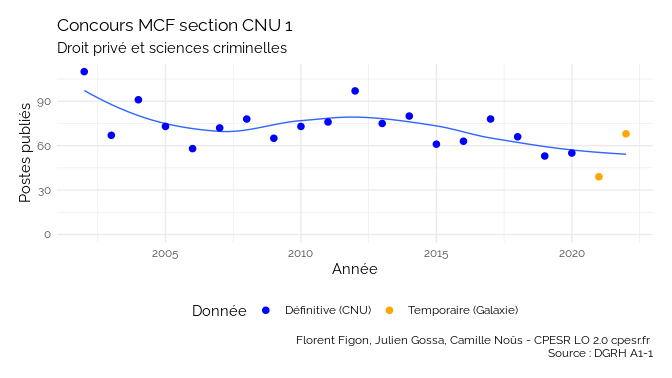 Concours MCF section CNU 1
Droit privé et sciences criminelles
Postes publiés
90
60
30
0
2005
2010
2015
2020
Année
Donnée
Définitive (CNU)
Temporaire (Galaxie)
Florent Figon, Julien Gossa, Camille Noûs - CPESR LO 2.0 cpesr.fr
Source : DGRH A1-1